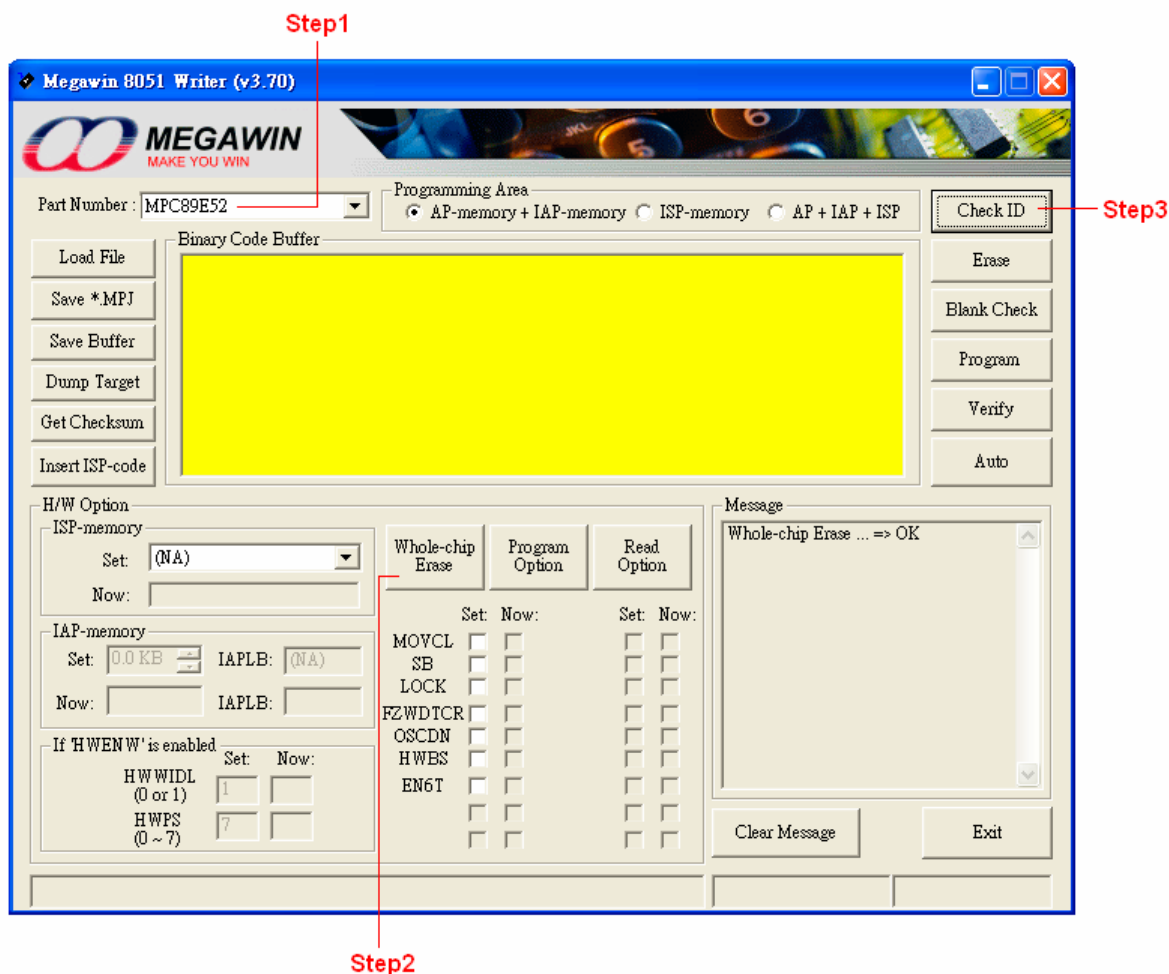 Step1
Megawin 8051 Writer (v3.70)
MEGAWIN
MAKE YOU WIN
JKL
5
6
Part Number : MPC89E52
Programming Area
AP-memory + IAP-memory ISP-memory AP + IAP + ISP
Check ID
Step3
Load File
Save *.MPJ
Save Buffer
Dump Target
Get Checksum
Insert ISP-code
Binary Code Buffer
Erase
Blank Check
Program
Verify
Auto
H/W Option
ISP-memory
Set: (NA)
Now:
IAP-memory
Set: 0.0 KB IAPLB: (NA)
Now: IAPLB:
If 'HWENW' is enabled
Set: Now:
HWWIDL
(0 or 1) 1
HWPS
(0 ~ 7) 7
Whole-chip
Erase
Program
Option
Read
Option
Set: Now: Set: Now:
MOVCL
SB
LOCK
FZWDTCR
OSCDN
HWBS
EN6T
Message
Whole-chip Erase ... => OK
Clear Message
Exit
Step2